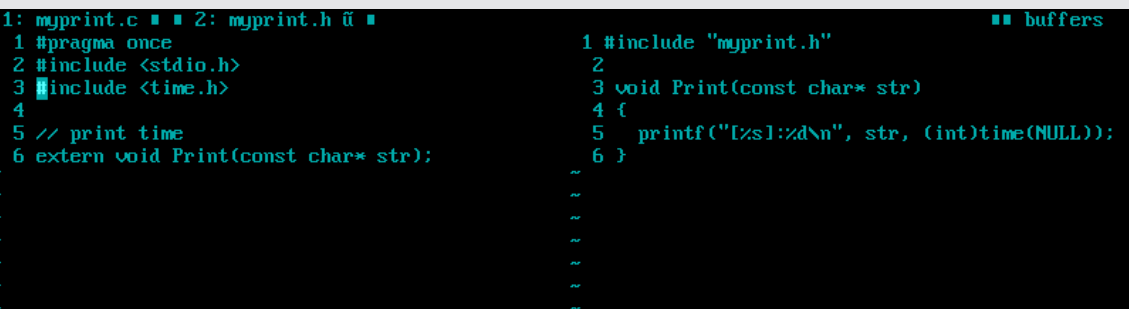 1: myprint.c ∎ ∎ 2: myprint.h ű ∎ ∎∎ buffers
1 #pragma once
2 #include <stdio.h>
3 #include <time.h>
4
5 // print time
6 extern void Print(const char* str);
1 #include "myprint.h"
2
3 void Print(const char* str)
4 {
5   printf("[%s]:%d\n", str, (int)time(NULL));
6 }
~
~
~
~
~
~
~